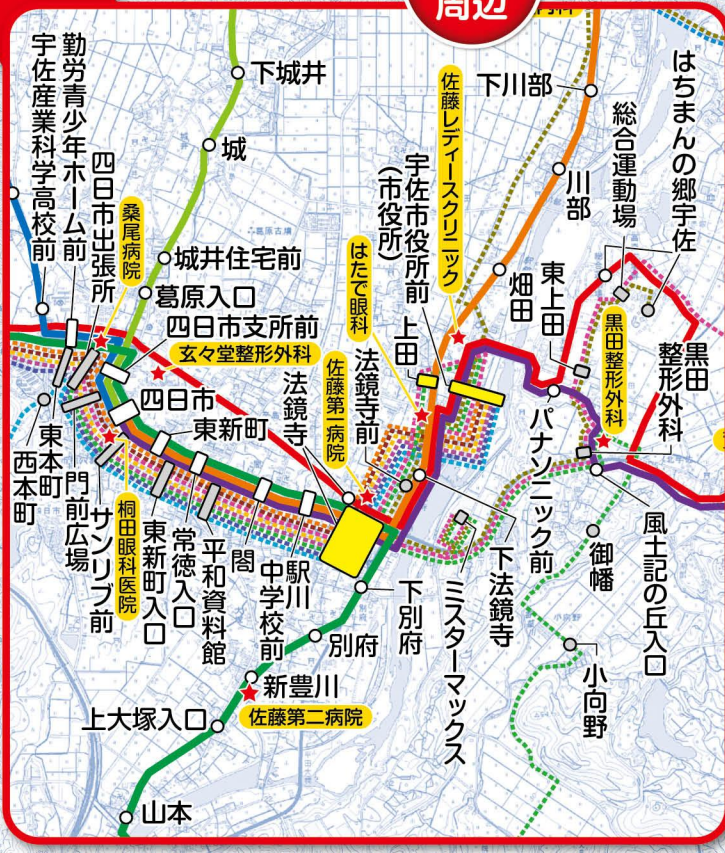 周辺
下城井
城
城井住宅前
葛原入口
四日市支所前
玄々堂整形外科
勤労青少年ホーム前
宇佐産業科学高校前
四日市出張所
桑尾病院
四日市
東新町
法鏡寺
佐藤第二病院
はたで眼科
法鏡寺前
上田
宇佐市役所前
(市役所)
佐藤レディースクリニック
下川部
川部
畑田
総合運動場
はちまんの郷宇佐
東上田
黒田整形外科
黒田
整形外科
パナソニック前
風土記の丘入口
御幡
小向野
下法鏡寺
ミスターマックス
西本町
東本町
門前広場
サンリブ前
桐田眼科医院
東新町入口
常徳入口
平和資料館
閤
駅川
中学校前
下別府
別府
新豊川
佐藤第二病院
上大塚入口
山本